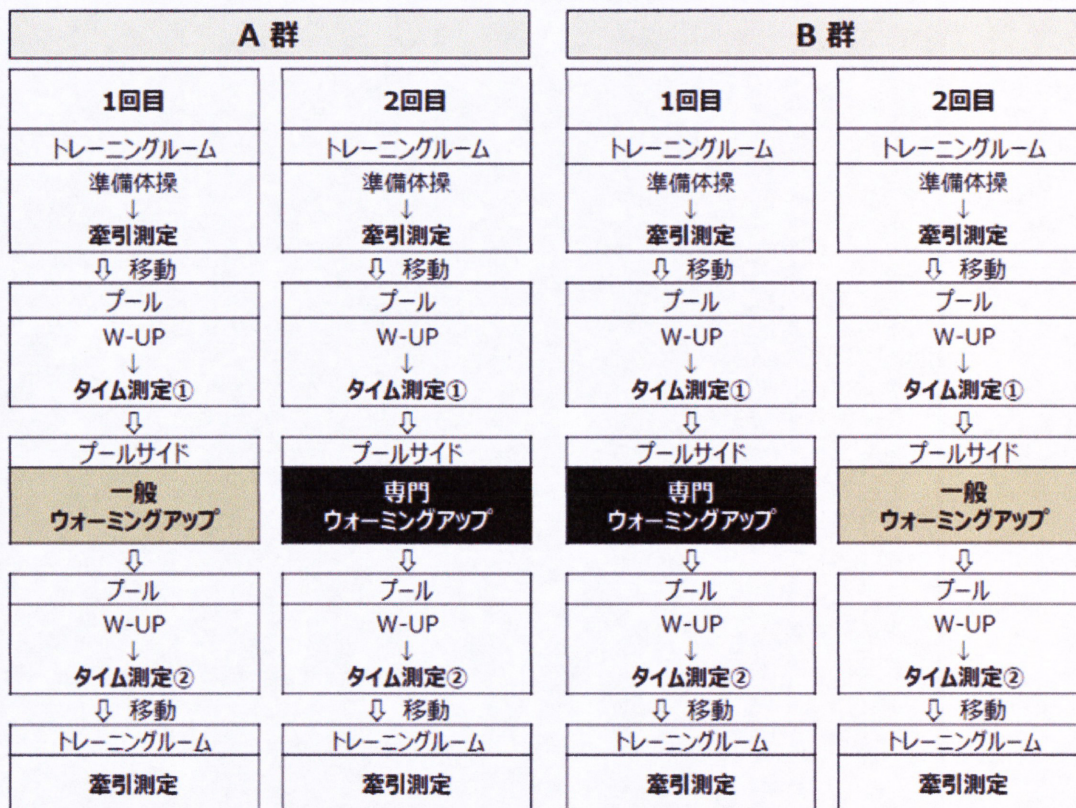 A 群
1回目
トレーニングルーム
準備体操
↓
牽引測定
⇩ 移動
プール
W-UP
↓
タイム測定①
⇩
プールサイド
一般
ウォーミングアップ
⇩
プール
W-UP
↓
タイム測定②
⇩ 移動
トレーニングルーム
牽引測定
2回目
トレーニングルーム
準備体操
↓
牽引測定
⇩ 移動
プール
W-UP
↓
タイム測定①
⇩
プールサイド
専門
ウォーミングアップ
⇩
プール
W-UP
↓
タイム測定②
⇩ 移動
トレーニングルーム
牽引測定
B 群
1回目
トレーニングルーム
準備体操
↓
牽引測定
⇩ 移動
プール
W-UP
↓
タイム測定①
⇩
プールサイド
専門
ウォーミングアップ
⇩
プール
W-UP
↓
タイム測定②
⇩ 移動
トレーニングルーム
牽引測定
2回目
トレーニングルーム
準備体操
↓
牽引測定
⇩ 移動
プール
W-UP
↓
タイム測定①
⇩
プールサイド
一般
ウォーミングアップ
⇩
プール
W-UP
↓
タイム測定②
⇩ 移動
トレーニングルーム
牽引測定